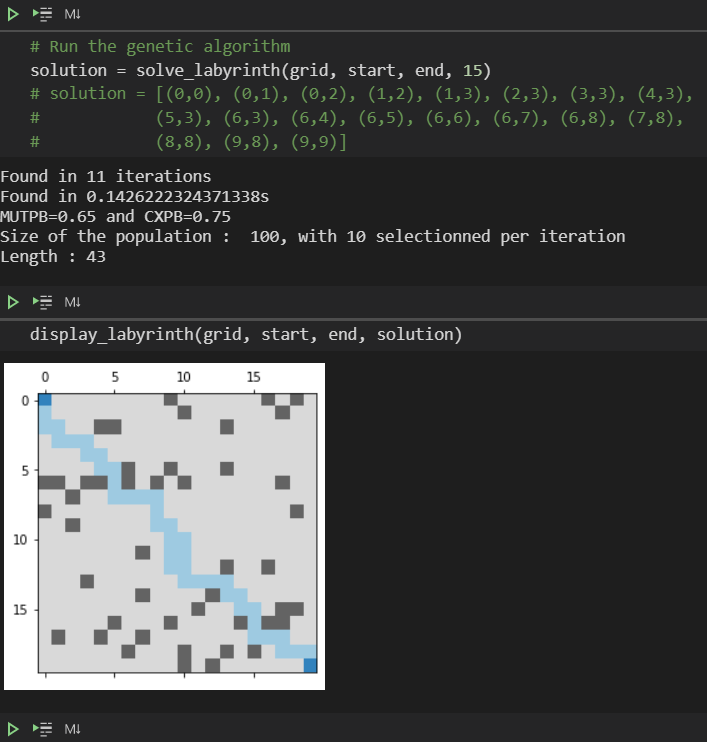 M↓
# Run the genetic algorithm
solution = solve_labyrinth(grid, start, end, 15)
# solution = [(0,0), (0,1), (0,2), (1,2), (1,3), (2,3), (3,3), (4,3),
#            (5,3), (6,3), (6,4), (6,5), (6,6), (6,7), (6,8), (7,8),
#            (8,8), (9,8), (9,9)]
Found in 11 iterations
Found in 0.1426222324371338s
MUTPB=0.65 and CXPB=0.75
Size of the population :  100, with 10 selectionned per iteration
Length : 43
M↓
display_labyrinth(grid, start, end, solution)
0 5 10 15
0
5
10
15
M↓